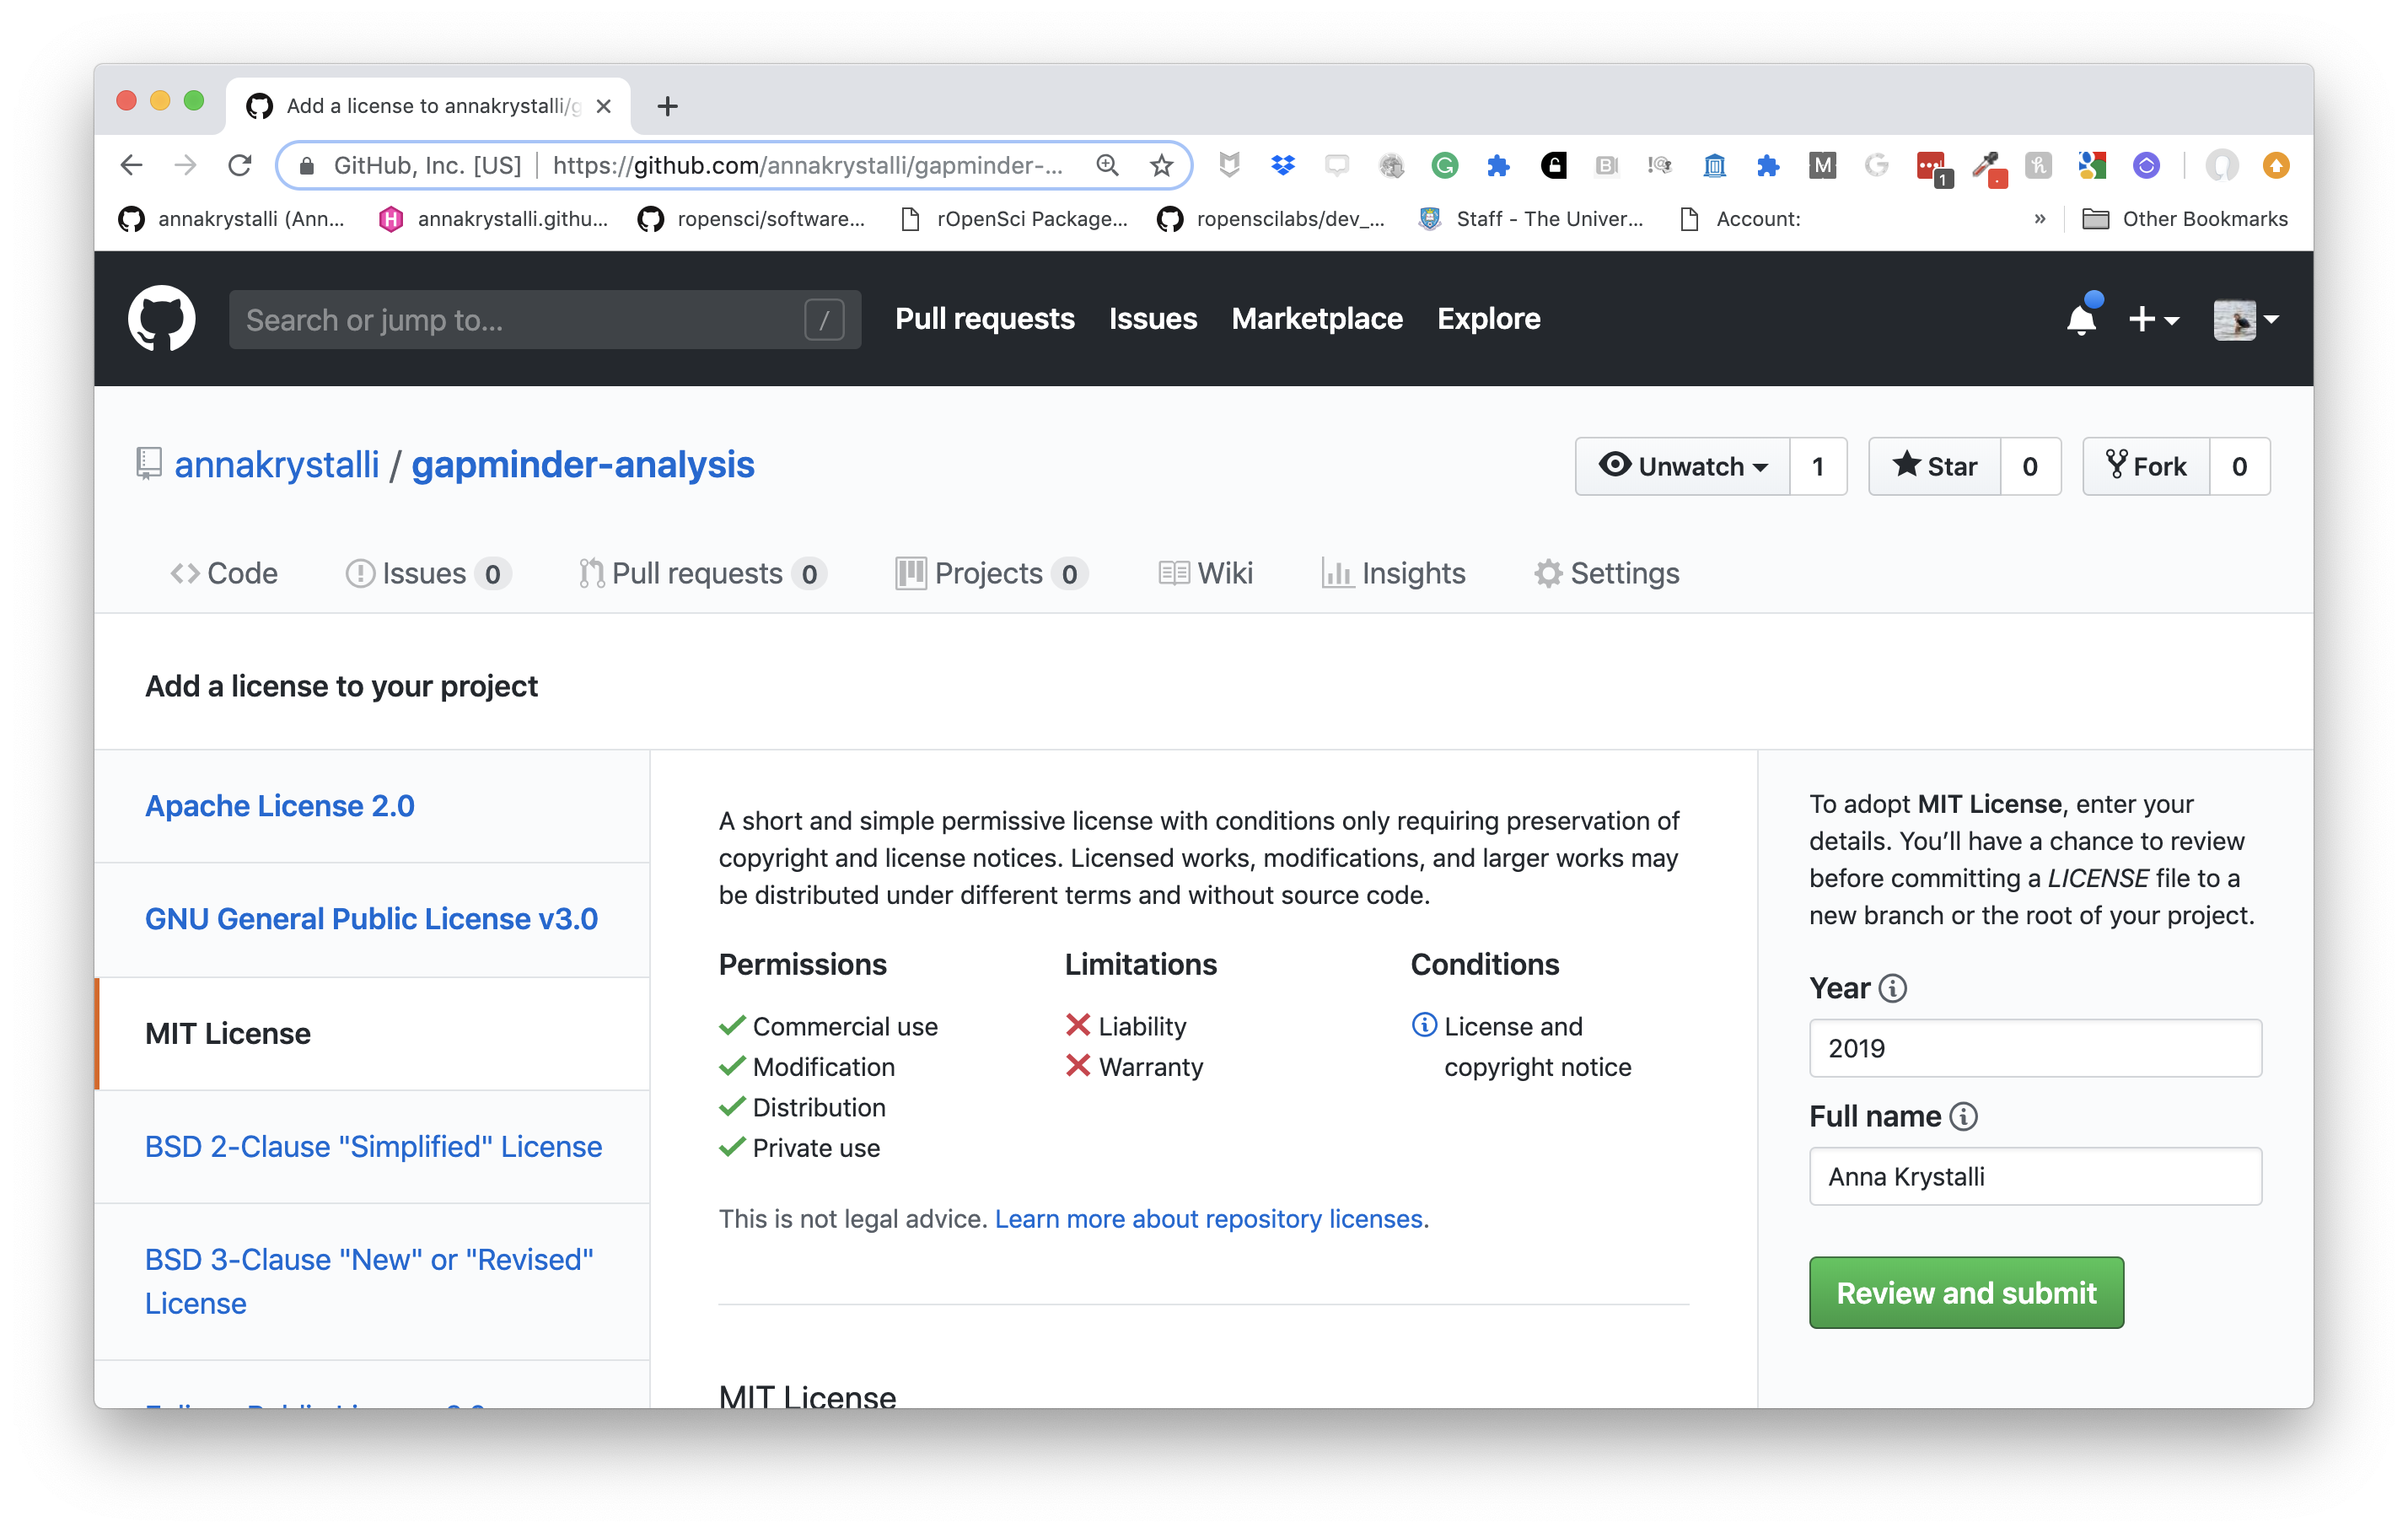 Add a license to annakrystalli/g
GitHub, Inc. [US] https://github.com/annakrystalli/gapminder-...
annakrystalli (Ann... annakrystalli.githu... ropensci/software... rOpenSci Package... ropenscilabs/dev_... Staff - The Univer... Account: » Other Bookmarks
Search or jump to... / Pull requests Issues Marketplace Explore
annakrystalli / gapminder-analysis Unwatch 1 Star 0 Fork 0
Code Issues 0 Pull requests 0 Projects 0 Wiki Insights Settings
Add a license to your project
Apache License 2.0
GNU General Public License v3.0
MIT License
BSD 2-Clause "Simplified" License
BSD 3-Clause "New" or "Revised"
License
A short and simple permissive license with conditions only requiring preservation of
copyright and license notices. Licensed works, modifications, and larger works may
be distributed under different terms and without source code.
Permissions
Commercial use
Modification
Distribution
Private use
Limitations
Liability
Warranty
Conditions
License and
copyright notice
This is not legal advice. Learn more about repository licenses.
MIT License
To adopt MIT License, enter your
details. You’ll have a chance to review
before committing a LICENSE file to a
new branch or the root of your project.
Year
2019
Full name
Anna Krystalli
Review and submit